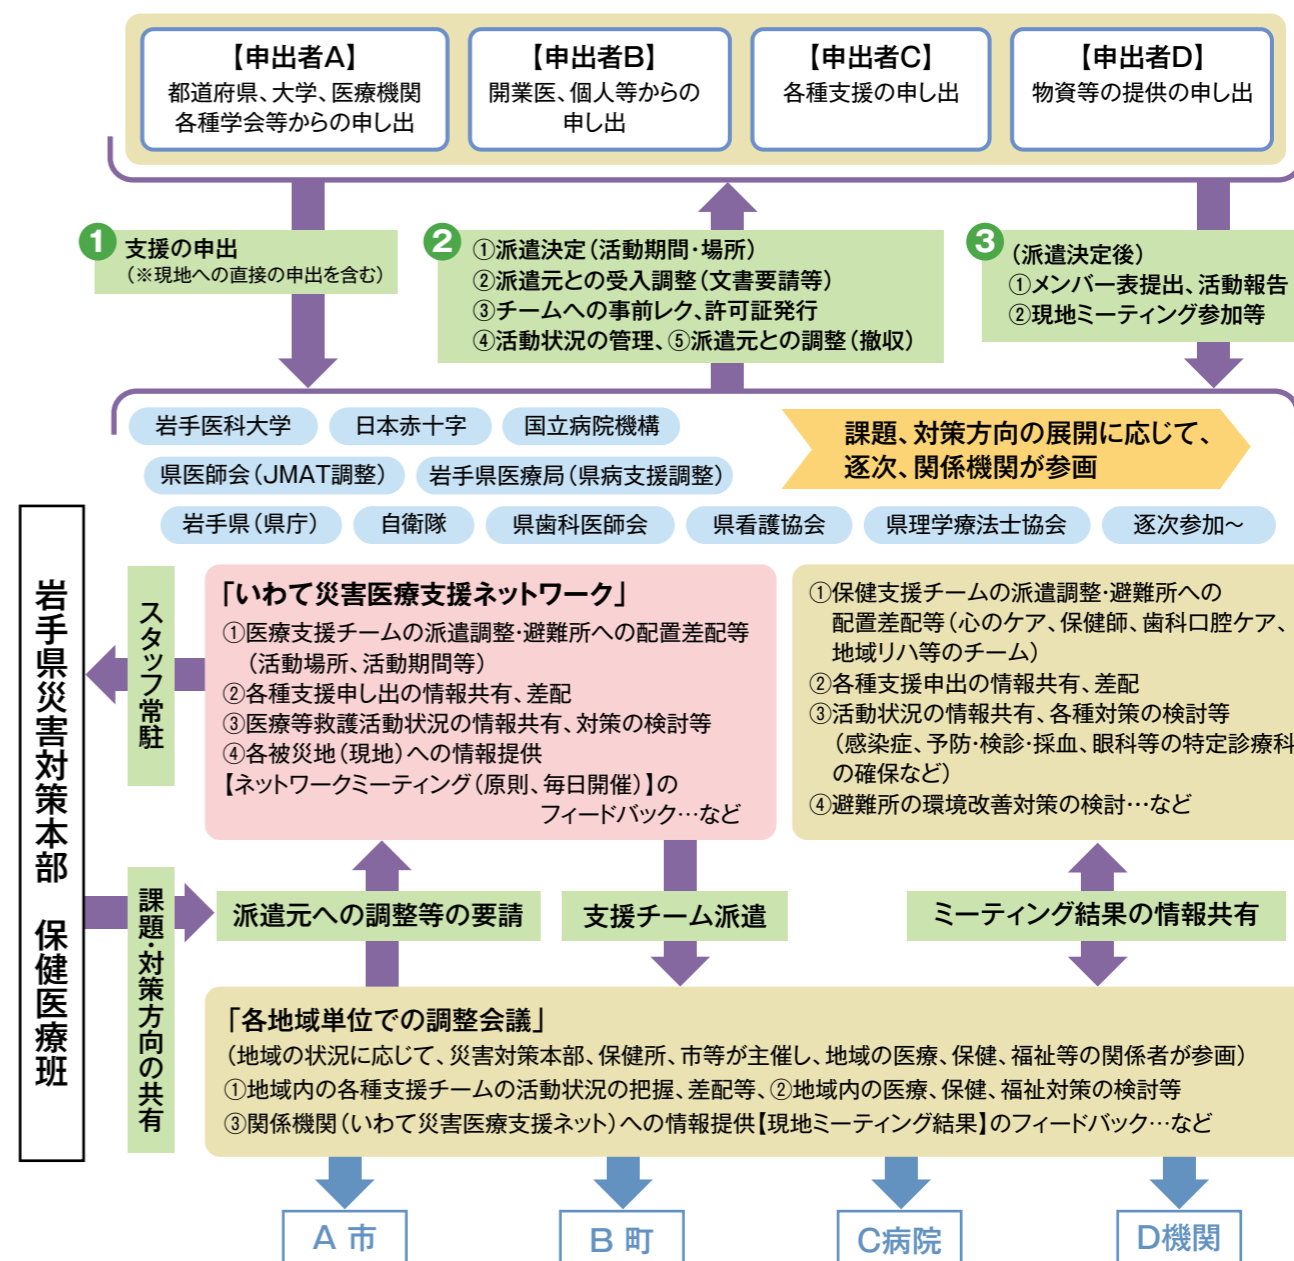 【申出者A】
都道府県、大学、医療機関
各種学会等からの申し出
【申出者B】
開業医、個人等からの
申し出
【申出者C】
各種支援の申し出
【申出者D】
物資等の提供の申し出
1 支援の申出
(※現地への直接の申出を含む)
2 ①派遣決定(活動期間・場所)
②派遣元との受入調整(文書要請等)
③チームへの事前レク、許可証発行
④活動状況の管理、⑤派遣元との調整(撤収)
3 (派遣決定後)
①メンバー表提出、活動報告
②現地ミーティング参加等
岩手医科大学 日本赤十字 国立病院機構
県医師会(JMAT調整) 岩手県医療局(県病支援調整)
岩手県(県庁) 自衛隊 県歯科医師会 県看護協会 県理学療法士協会 逐次参加～
課題、対策方向の展開に応じて、
逐次、関係機関が参画
岩手県災害対策本部 保健医療班
スタッフ常駐
「いわて災害医療支援ネットワーク」
①医療支援チームの派遣調整・避難所への配置差配等
(活動場所、活動期間等)
②各種支援申し出の情報共有、差配
③医療等救護活動状況の情報共有、対策の検討等
④各被災地(現地)への情報提供
【ネットワークミーティング(原則、毎日開催)】の
フィードバック…など
①保健支援チームの派遣調整・避難所への
配置差配等(心のケア、保健師、歯科口腔ケア、
地域リハ等のチーム)
②各種支援申出の情報共有、差配
③活動状況の情報共有、各種対策の検討等
(感染症、予防・検診・採血、眼科等の特定診療科
の確保など)
④避難所の環境改善対策の検討…など
課題・対策方向の共有
派遣元への調整等の要請
支援チーム派遣
ミーティング結果の情報共有
「各地域単位での調整会議」
(地域の状況に応じて、災害対策本部、保健所、市等が主催し、地域の医療、保健、福祉等の関係者が参画)
①地域内の各種支援チームの活動状況の把握、差配等、②地域内の医療、保健、福祉対策の検討等
③関係機関(いわて災害医療支援ネット)への情報提供【現地ミーティング結果】のフィードバック…など
A 市
B 町
C病院
D機関